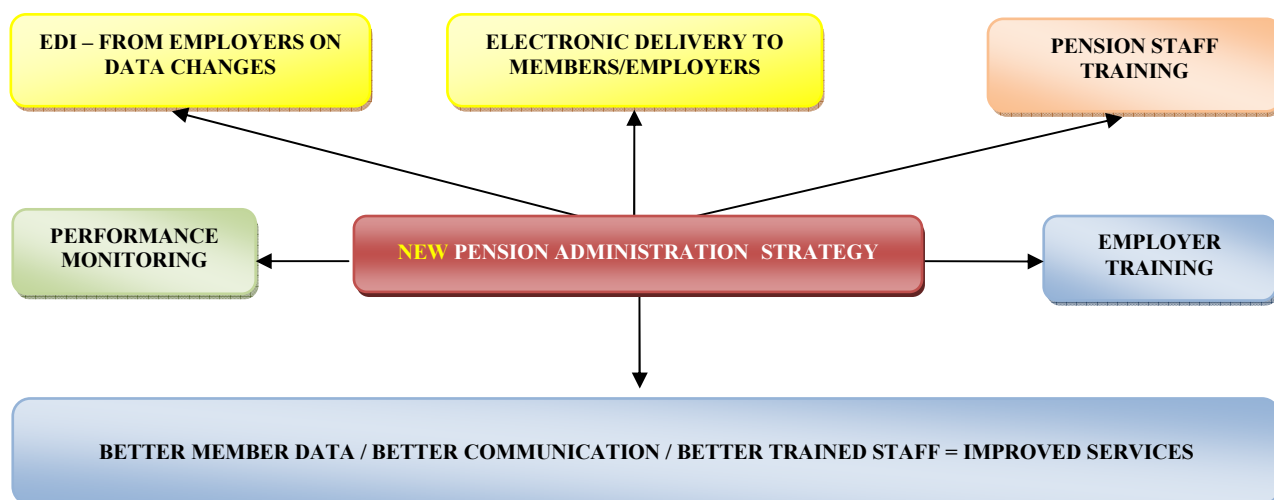 EDI – FROM EMPLOYERS ON
DATA CHANGES
ELECTRONIC DELIVERY TO
MEMBERS/EMPLOYERS
PENSION STAFF
TRAINING
PERFORMANCE
MONITORING
NEW PENSION ADMINISTRATION STRATEGY
EMPLOYER
TRAINING
BETTER MEMBER DATA / BETTER COMMUNICATION / BETTER TRAINED STAFF = IMPROVED SERVICES